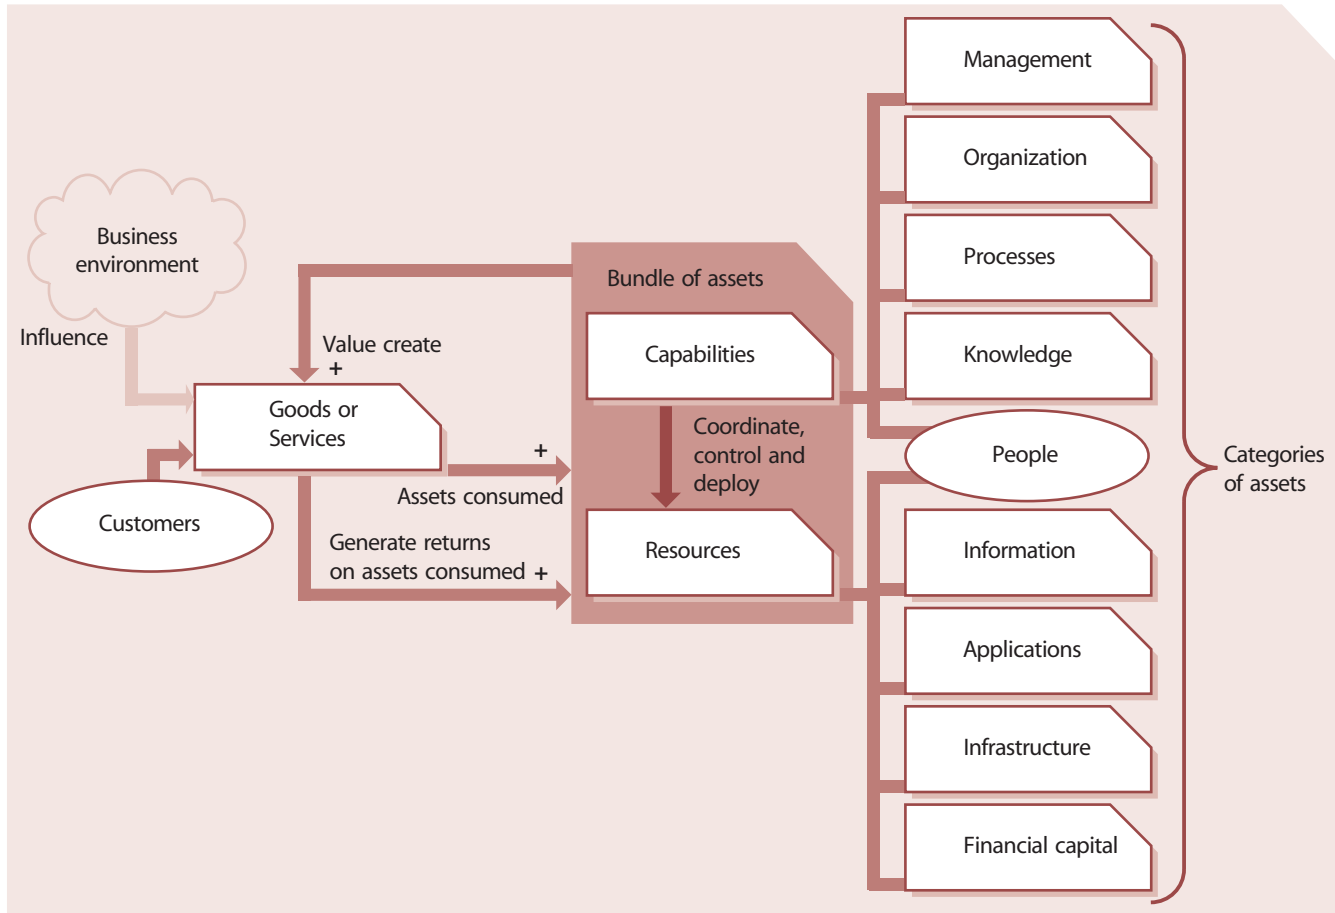 Business
environment
Influence
Customers
Value create
+
Goods or
Services
+
Assets consumed
Generate returns
on assets consumed +
Bundle of assets
Capabilities
Coordinate,
control and
deploy
Resources
Management
Organization
Processes
Knowledge
People
Information
Applications
Infrastructure
Financial capital
Categories
of assets